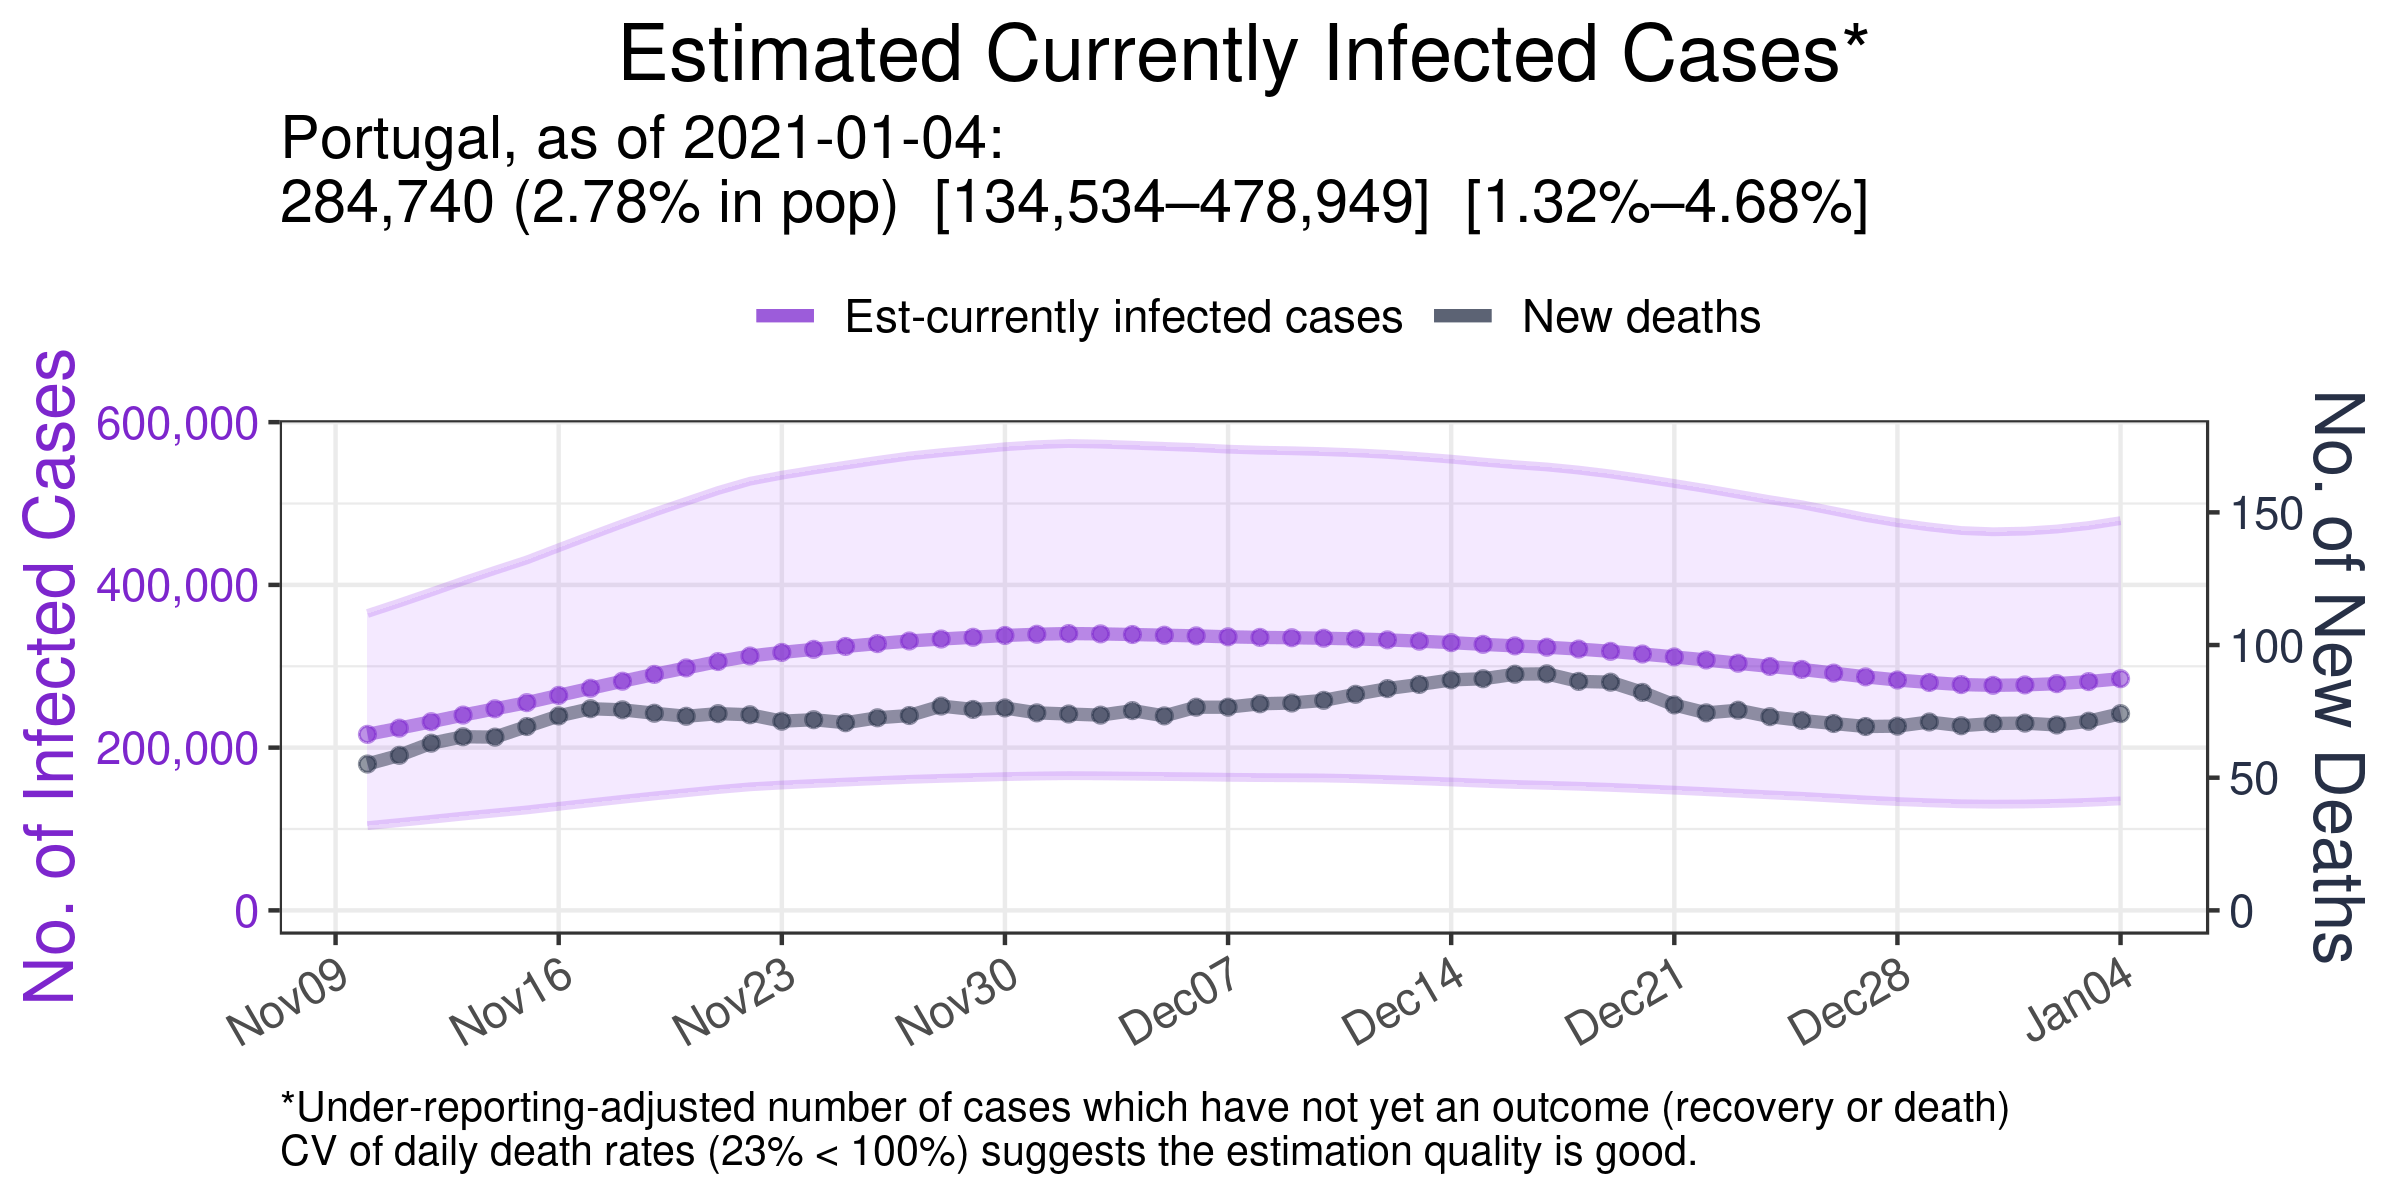 Estimated Currently Infected Cases*
Portugal, as of 2021-01-04:
284,740 (2.78% in pop)  [134,534–478,949]  [1.32%–4.68%]
Est-currently infected cases
New deaths
No. of Infected Cases
600,000
400,000
200,000
0
No. of New Deaths
150
100
50
0
Nov09
Nov16
Nov23
Nov30
Dec07
Dec14
Dec21
Dec28
Jan04
*Under-reporting-adjusted number of cases which have not yet an outcome (recovery or death)
CV of daily death rates (23% < 100%) suggests the estimation quality is good.